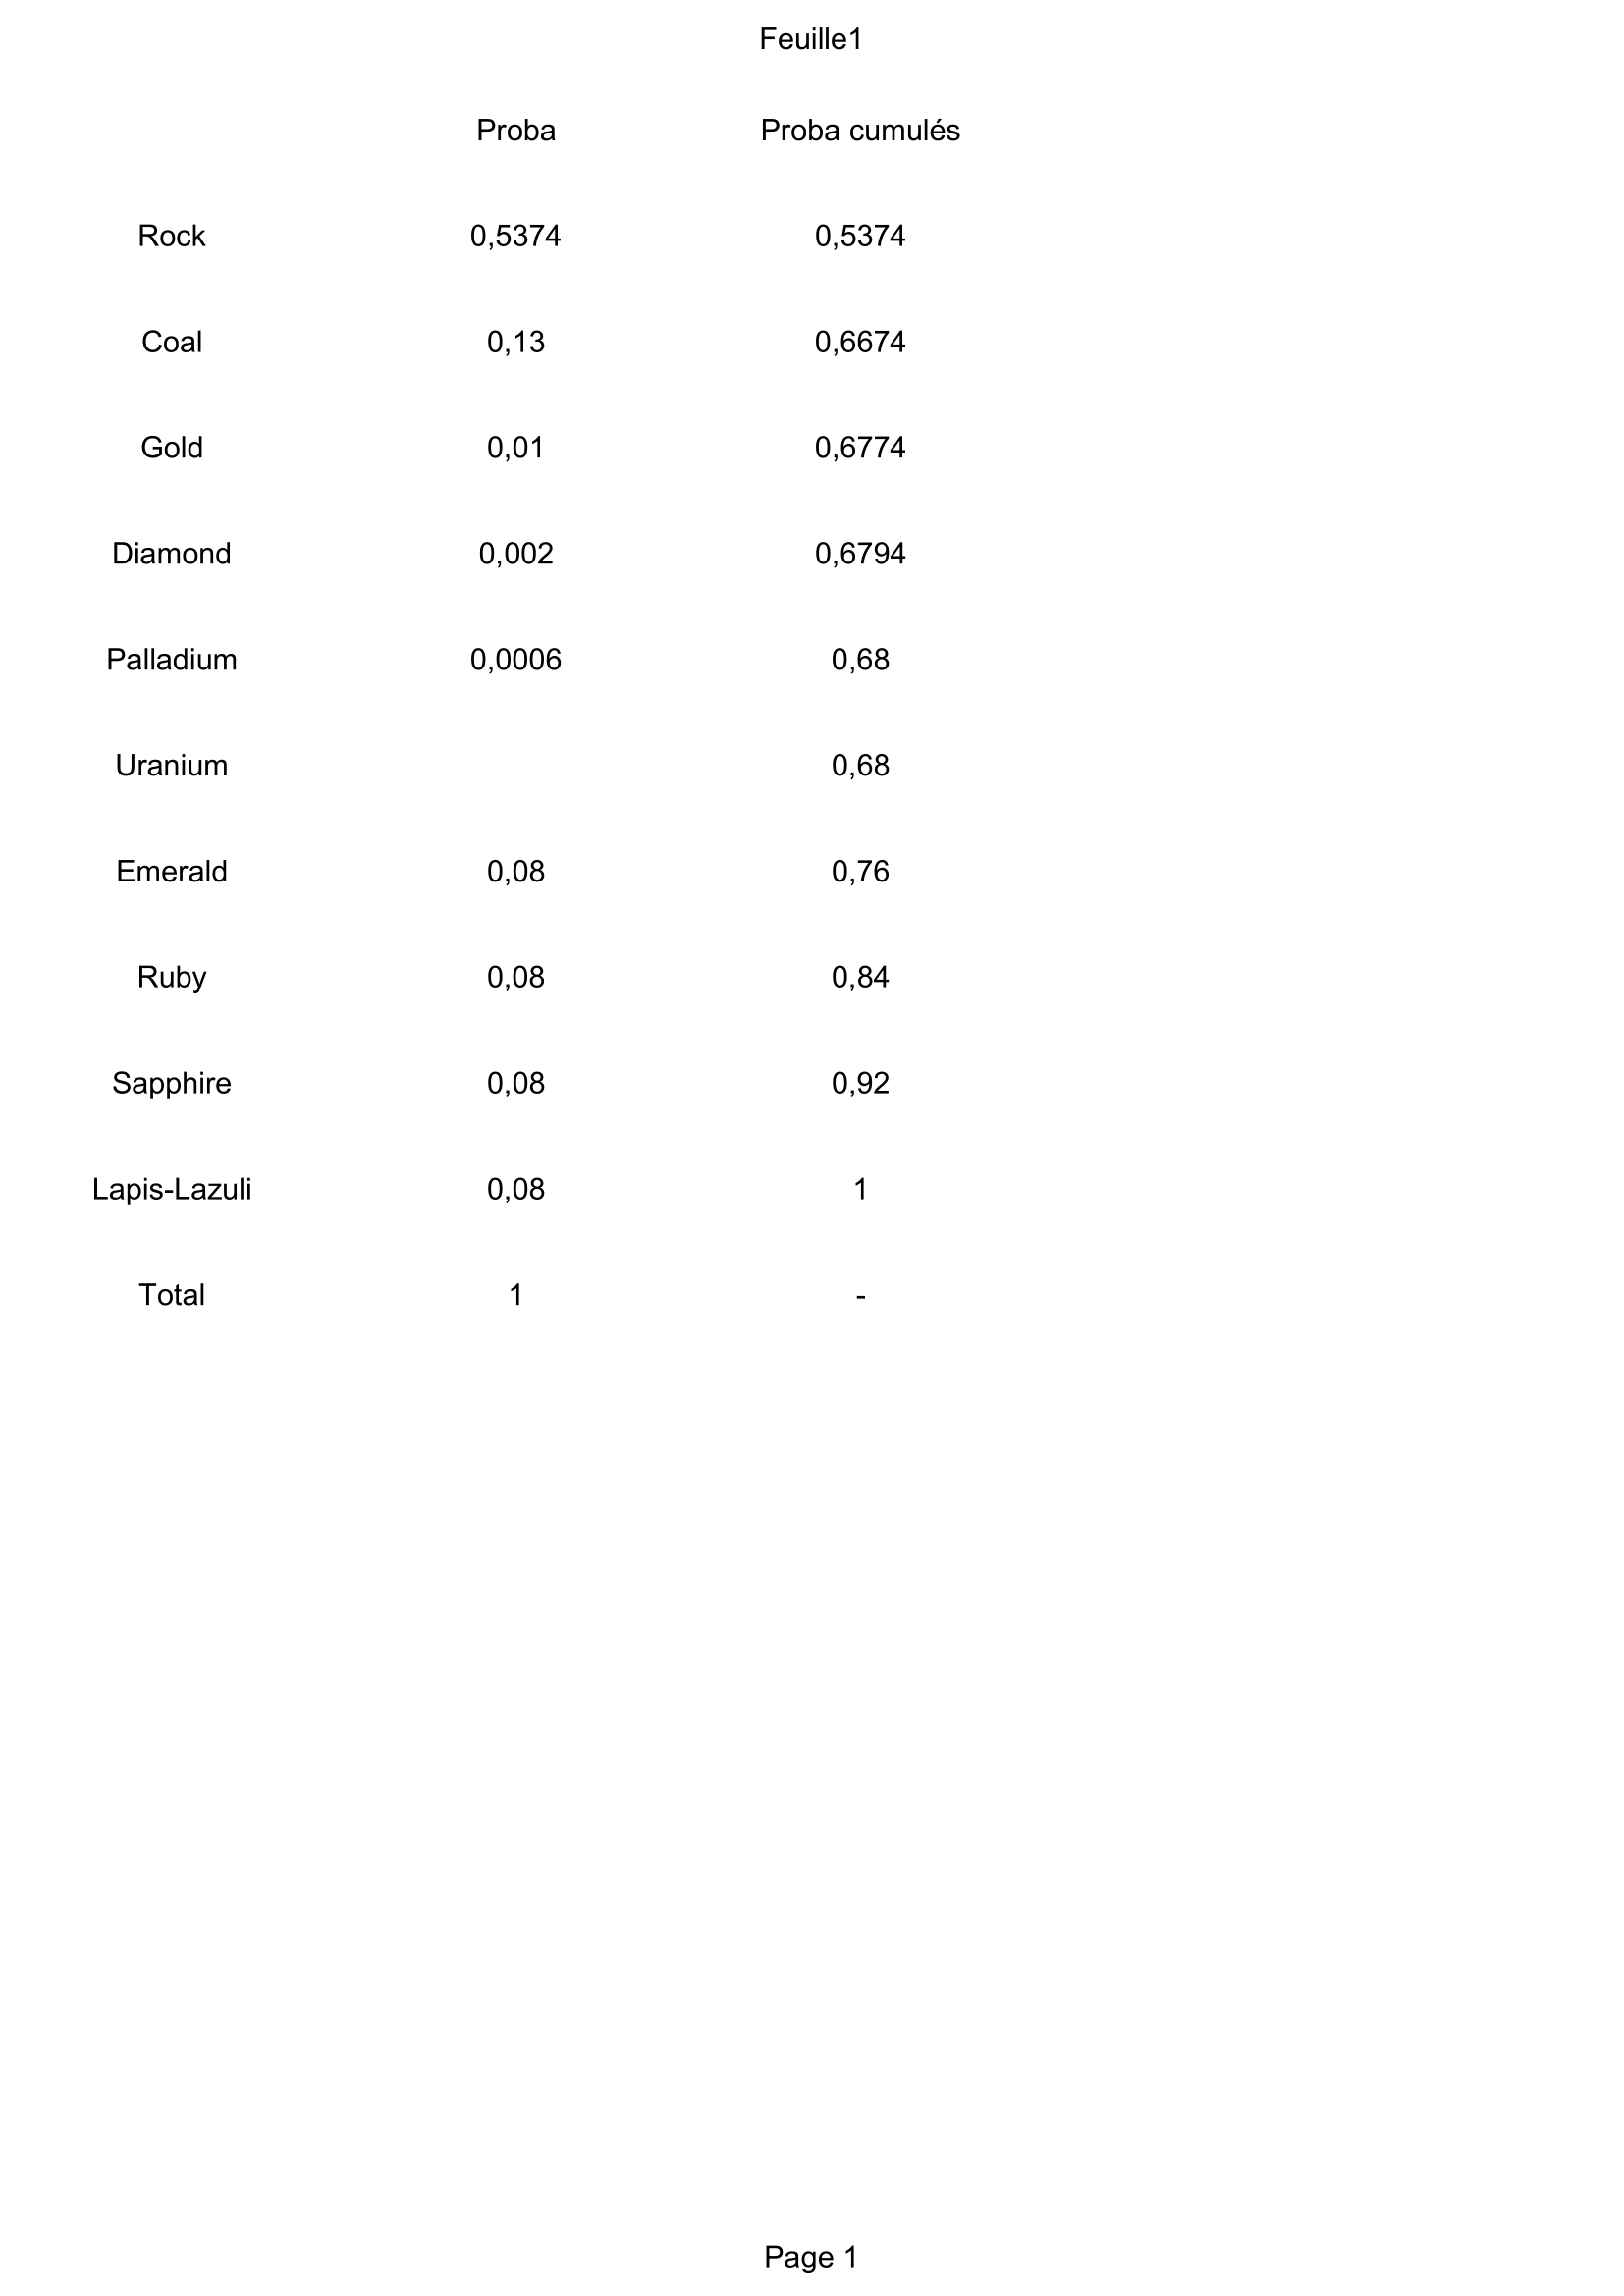 Feuille1
Proba Proba cumulés
Rock 0,5374 0,5374
Coal 0,13 0,6674
Gold 0,01 0,6774
Diamond 0,002 0,6794
Palladium 0,0006 0,68
Uranium 0,68
Emerald 0,08 0,76
Ruby 0,08 0,84
Sapphire 0,08 0,92
Lapis-Lazuli 0,08 1
Total 1 -
Page 1